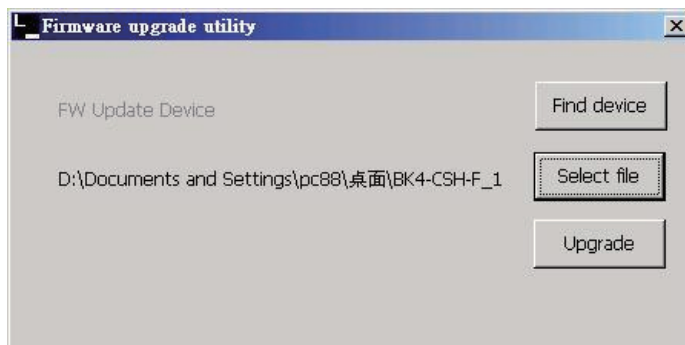 Firmware upgrade utility
FW Update Device
Find device
D:\Documents and Settings\pc88\桌面\BK4-CSH-F_1
Select file
Upgrade